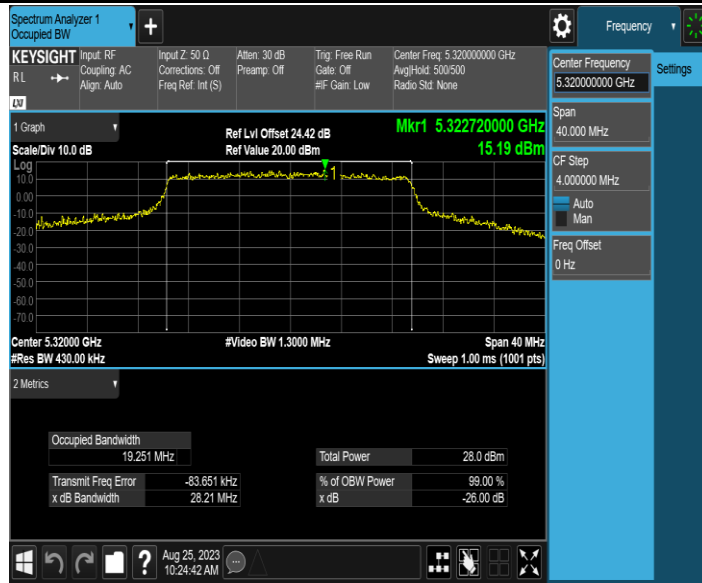 Spectrum Analyzer 1
Occupied BW
+
Frequency
KEYSIGHT
RL
LXI
Input: RF
Coupling: AC
Align: Auto
Input Z: 50 Ω
Corrections: Off
Freq Ref: Int (S)
Atten: 30 dB
Preamp: Off
Trig: Free Run
Gate: Off
#IF Gain: Low
Center Freq: 5.320000000 GHz
Avg|Hold: 500/500
Radio Std: None
1 Graph
Scale/Div 10.0 dB
Ref Lvl Offset 24.42 dB
Ref Value 20.00 dBm
Mkr1 5.322720000 GHz
15.19 dBm
Log
10.0
0.00
-10.0
-20.0
-30.0
-40.0
-50.0
-60.0
-70.0
1
Center 5.32000 GHz
#Res BW 430.00 kHz
#Video BW 1.3000 MHz
Span 40 MHz
Sweep 1.00 ms (1001 pts)
2 Metrics
Occupied Bandwidth
19.251 MHz
Total Power 28.0 dBm
Transmit Freq Error -83.651 kHz
% of OBW Power 99.00 %
x dB Bandwidth 28.21 MHz
x dB -26.00 dB
Aug 25, 2023
10:24:42 AM
?
Center Frequency
5.320000000 GHz
Settings
Span
40.000 MHz
CF Step
4.000000 MHz
Auto
Man
Freq Offset
0 Hz